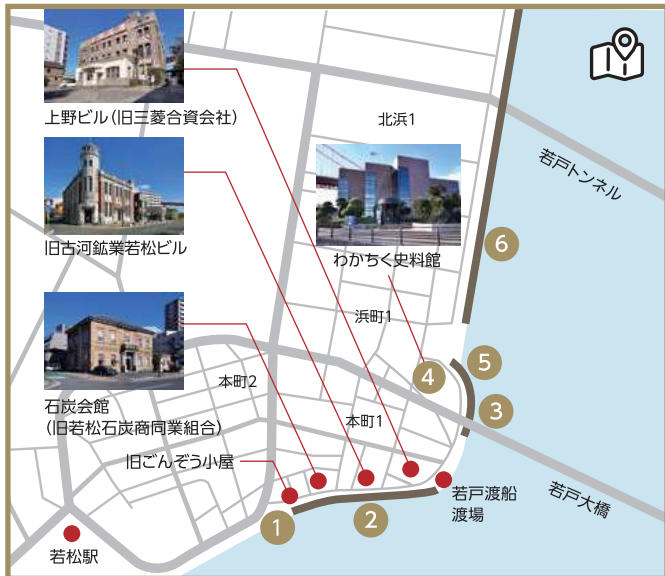 上野ビル(旧三菱合資会社)
北浜1
若戸トンネル
旧古河鉱業若松ビル
わかちく史料館
6
浜町1
5
4
本町2
石炭会館
(旧若松石炭商同業組合)
3
本町1
旧ごんぞう小屋
若戸渡船
渡場
若戸大橋
1
2
若松駅